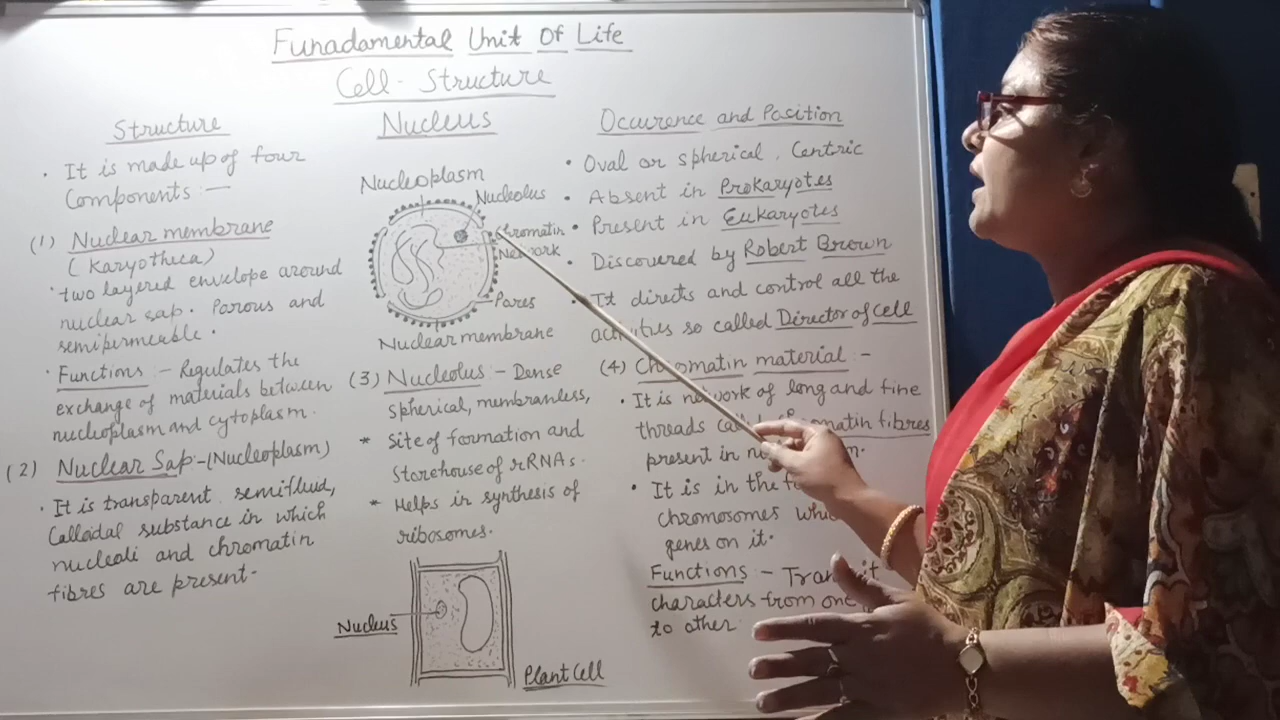 Funadamental Unit Of Life
Cell - Structure
Structure
• It is made up of four
Components :—
(1) Nuclear membrane
(Karyotheca)
• two layered envelope around
nuclear sap. Porous and
semipermeable.
• Functions :- Regulates the
exchange of materials between
nucleoplasm and cytoplasm.
(2) Nuclear Sap-(Nucleoplasm)
• It is transparent, semifluid,
Colloidal substance in which
nucleoli and chromatin
fibres are present.
Nucleus
Nucleoplasm
Nucleolus
Chromatin
Network
Pores
Nuclear membrane
(3) Nucleolus :- Dense
spherical, membranless,
* Site of formation and
storehouse of rRNAs.
* Helps in synthesis of
ribosomes.
Nucleus
Plant Cell
Occurence and Position
• Oval or spherical, Centric
• Absent in Prokaryotes
• Present in Eukaryotes
• Discovered by Robert Brown
• It directs and control all the
activities so called Director of cell
(4) Chromatin material :-
• It is network of long and fine
threads matin fibres
present in
• It is in the
chromosomes
genes on it.
Functions -
characters from one
to other.